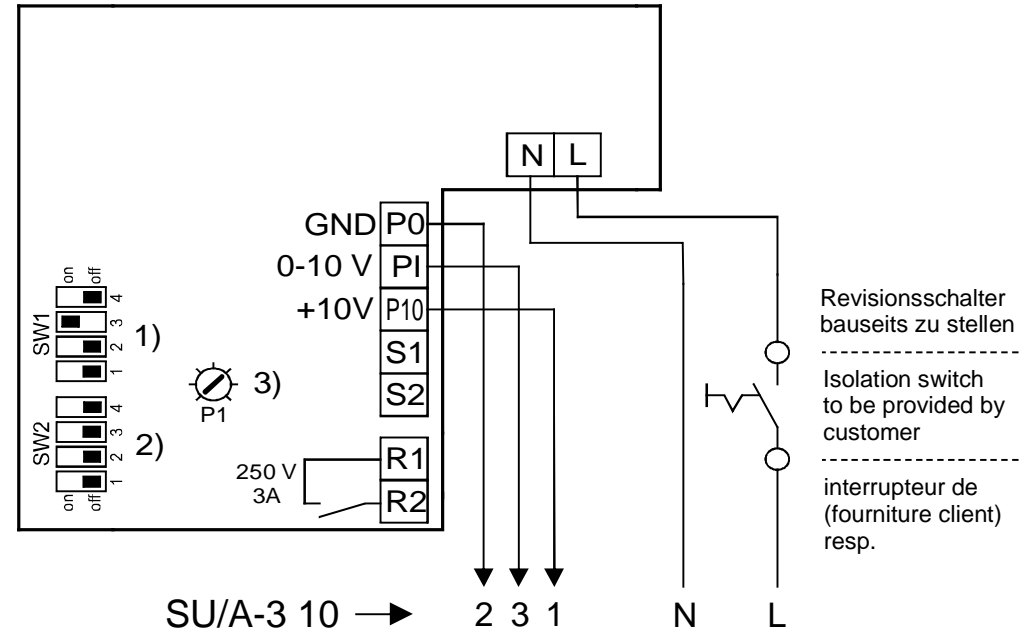 N L
GND P0
0-10 V PI
+10V P10
S1
S2
on off
4
3
2
1
SW1
1)
3)
P1
4
3
2
1
SW2
2)
on off
250 V
3A
R1
R2
Revisionsschalter
bauseits zu stellen
Isolation switch
to be provided by
customer
interrupteur de
(fourniture client)
resp.
SU/A-3 10 2 3 1 N L